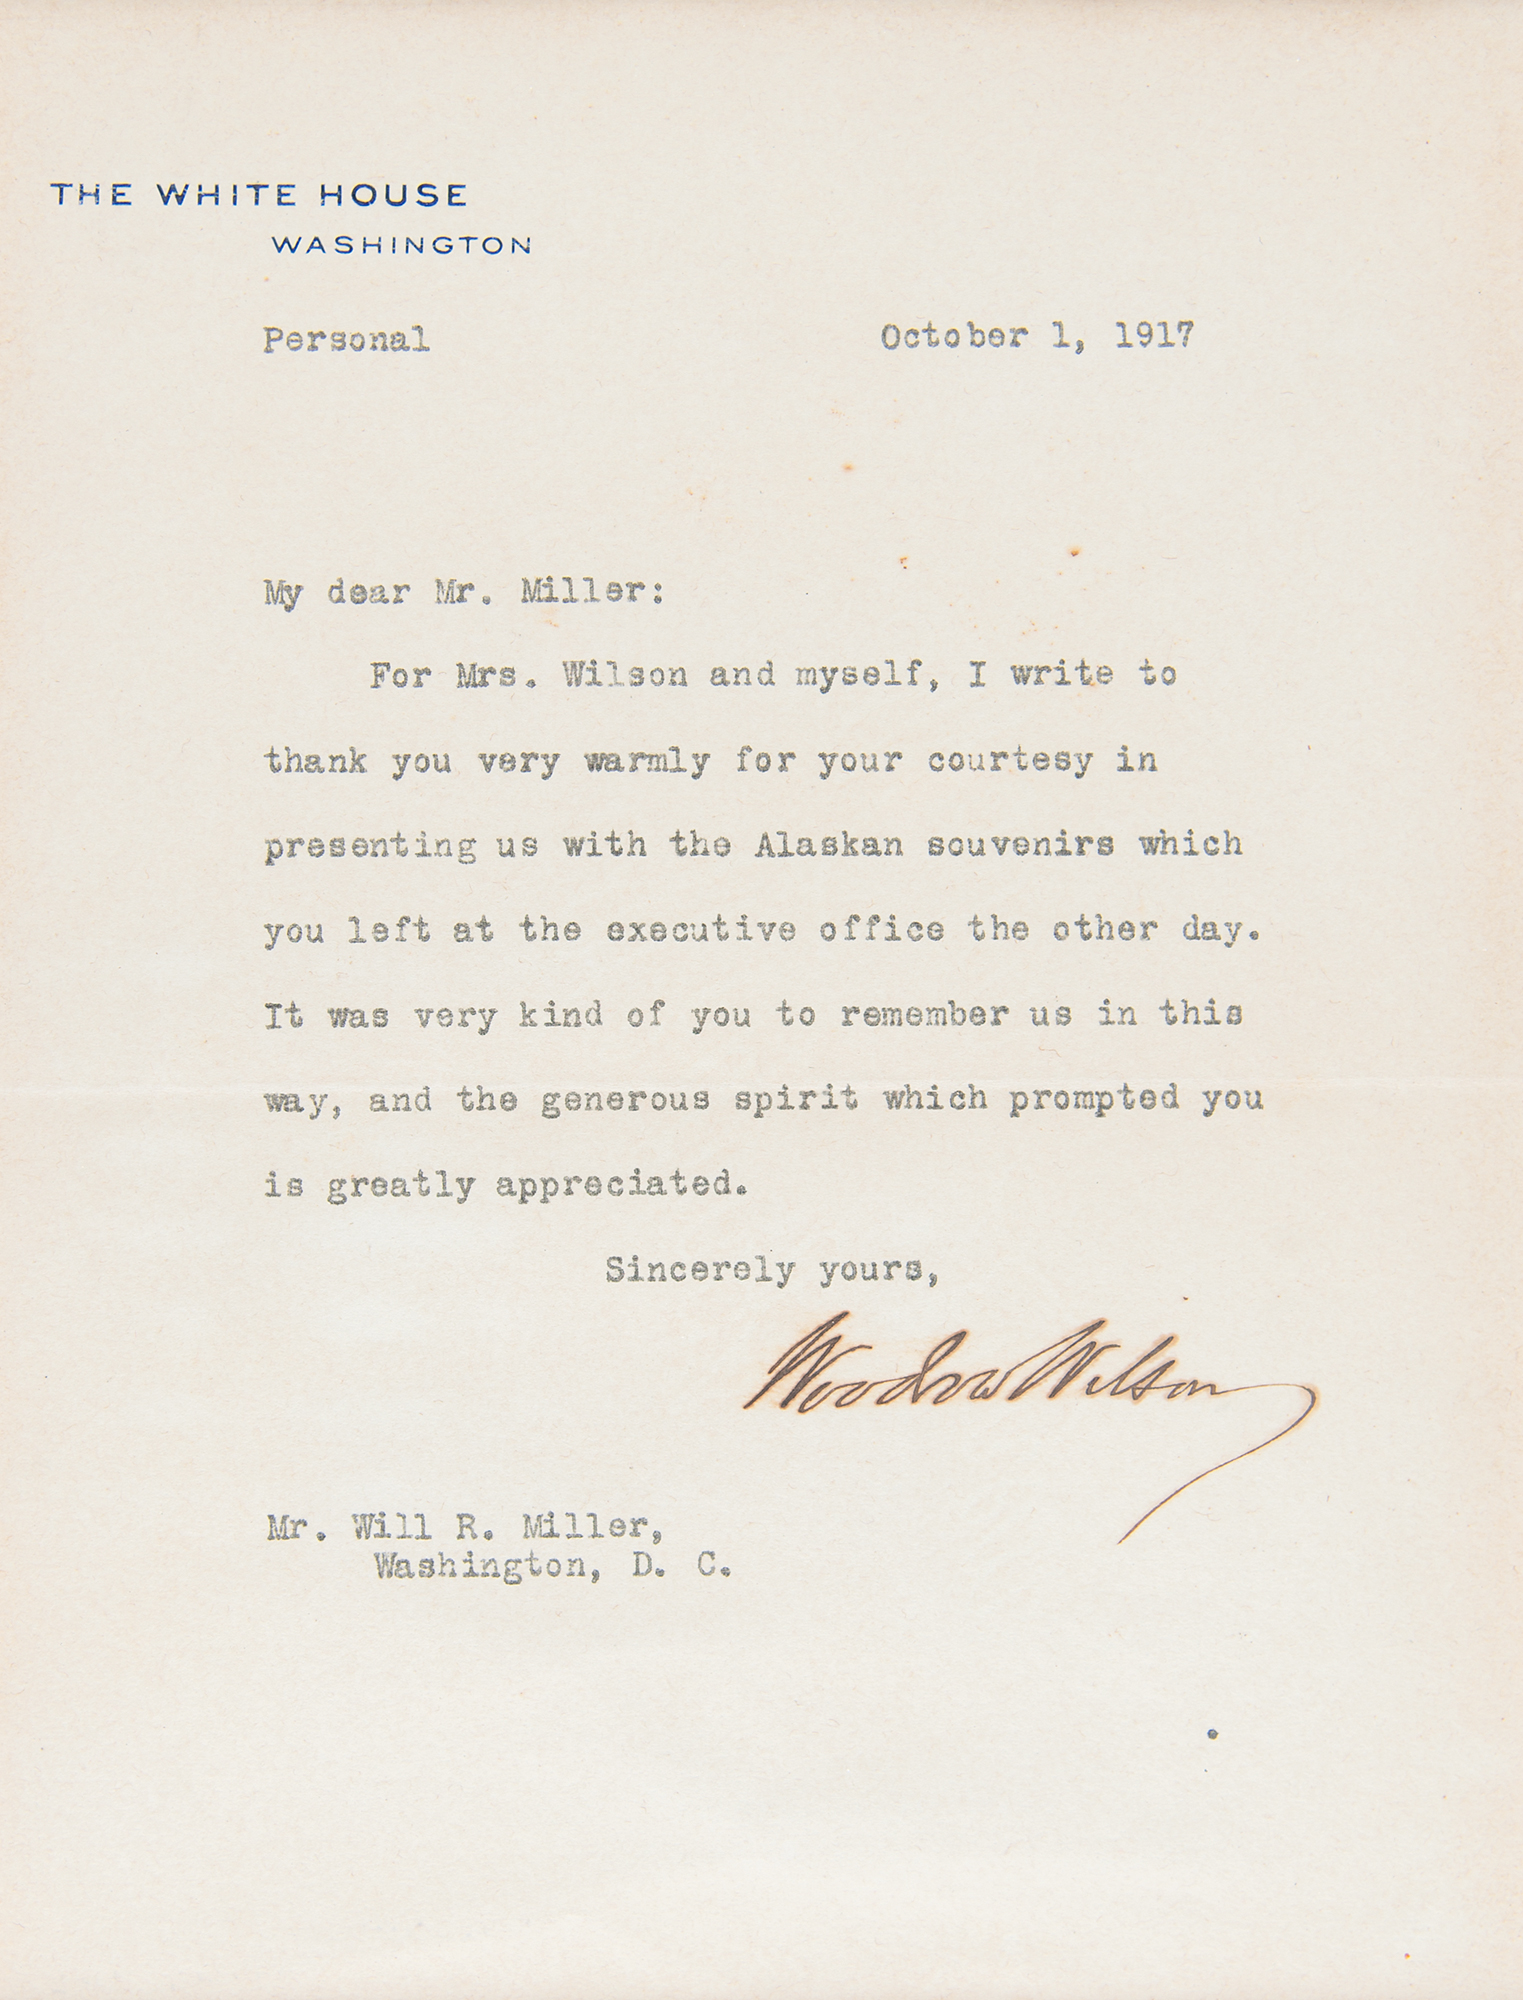 THE WHITE HOUSE
WASHINGTON
Personal October 1, 1917
My dear Mr. Miller:
For Mrs. Wilson and myself, I write to
thank you very warmly for your courtesy in
presenting us with the Alaskan souvenirs which
you left at the executive office the other day.
It was very kind of you to remember us in this
way, and the generous spirit which prompted you
is greatly appreciated.
Sincerely yours,
Woodrow Wilson
Mr. Will R. Miller,
Washington, D. C.